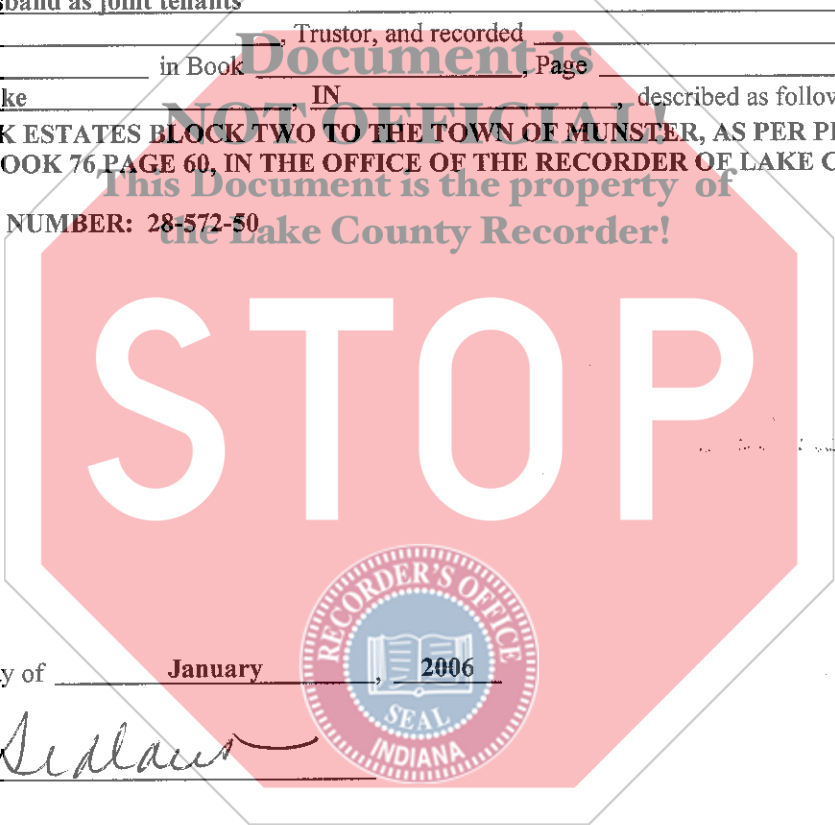 sband as joint tenants
, Trustor, and recorded
Document is
in Book , Page
ke , IN , described as follow
NOT OFFICIAL!
K ESTATES BLOCK TWO TO THE TOWN OF MUNSTER, AS PER PL
OOK 76 PAGE 60, IN THE OFFICE OF THE RECORDER OF LAKE C
This Document is the property of
NUMBER: 28-572-50
the Lake County Recorder!
STOP
RECORDER'S OFFICE
SEAL
INDIANA
y of January , 2006